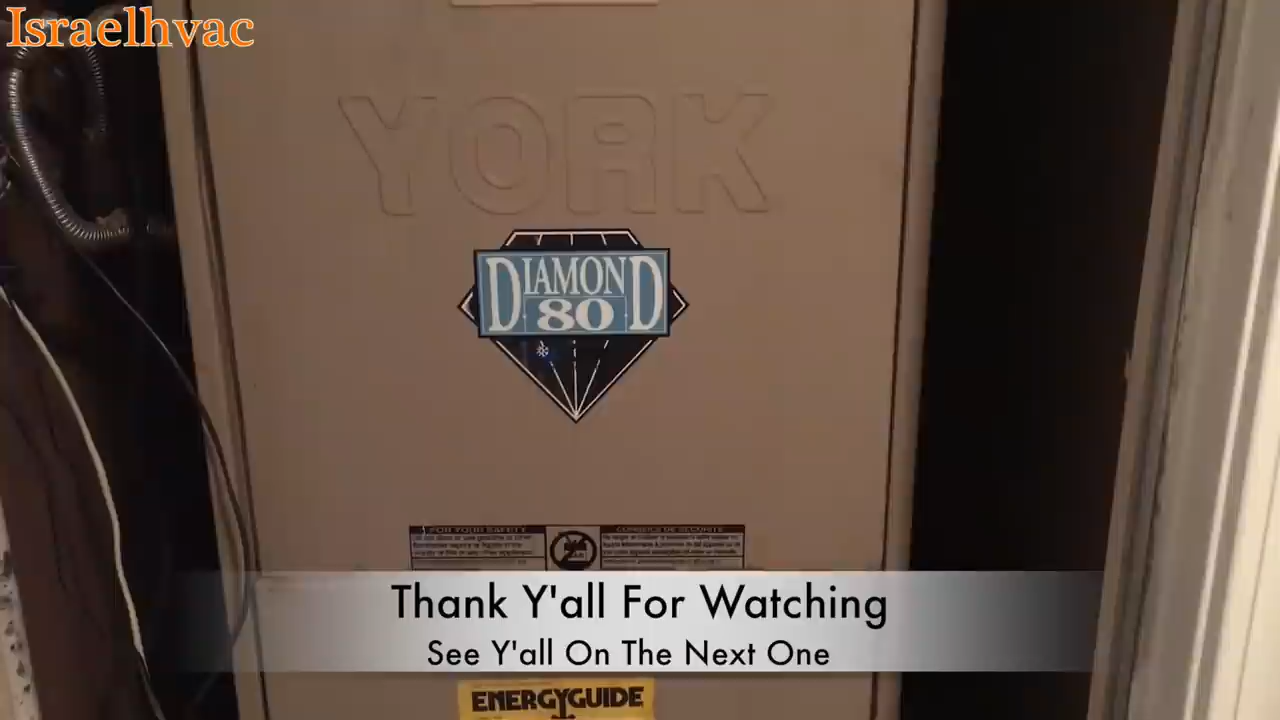 Israelhvac
YORK
DIAMOND
80
FOR YOUR SAFETY
CONSIGNES DE SÉCURITÉ
Thank Y'all For Watching
See Y'all On The Next One
ENERGYGUIDE